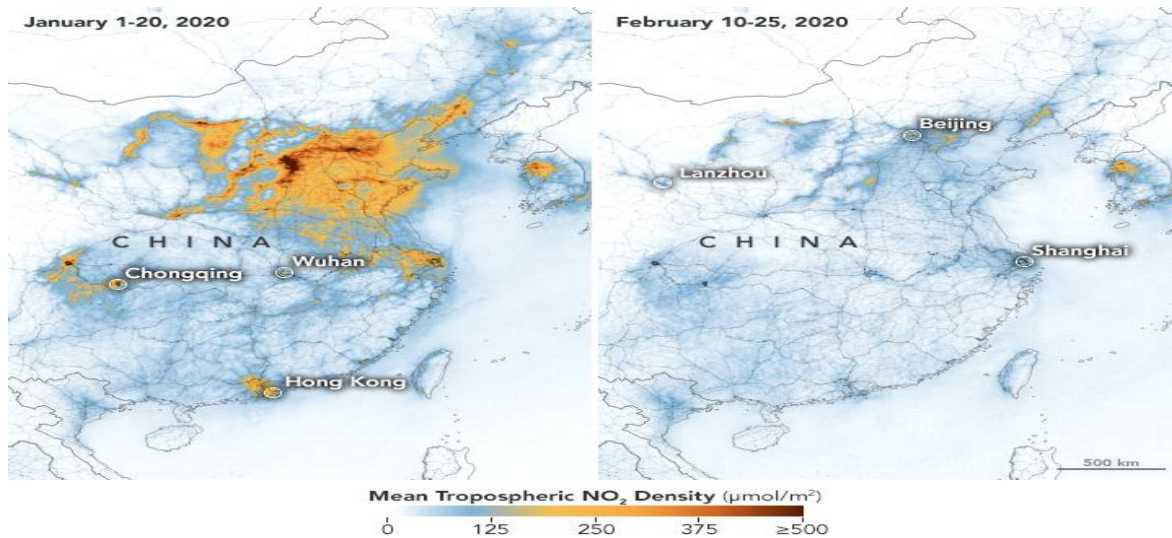 January 1-20, 2020
CHINA
Wuhan
Chongqing
Hong Kong
February 10-25, 2020
Beijing
Lanzhou
CHINA
Shanghai
500 km
Mean Tropospheric NO₂ Density (µmol/m²)
0 125 250 375 ≥500